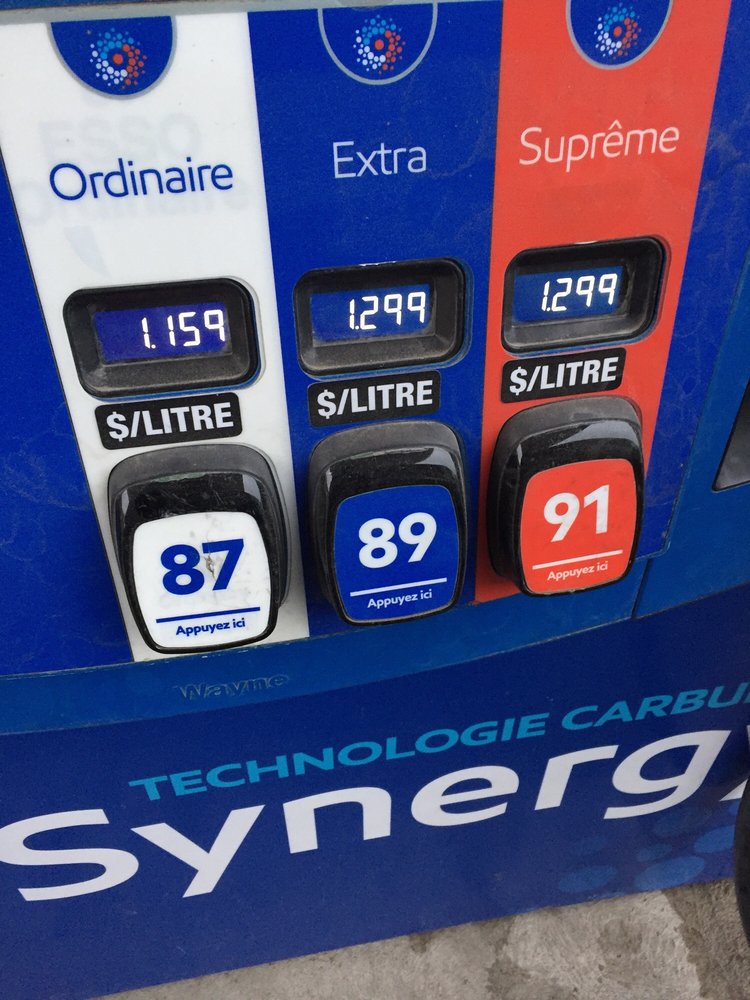 Ordinaire
Extra
Suprême
1.159
1.299
1.299
$/LITRE
$/LITRE
$/LITRE
87
Appuyez ici
89
Appuyez ici
91
Appuyez ici
Wayne
TECHNOLOGIE CARBU
Synergy